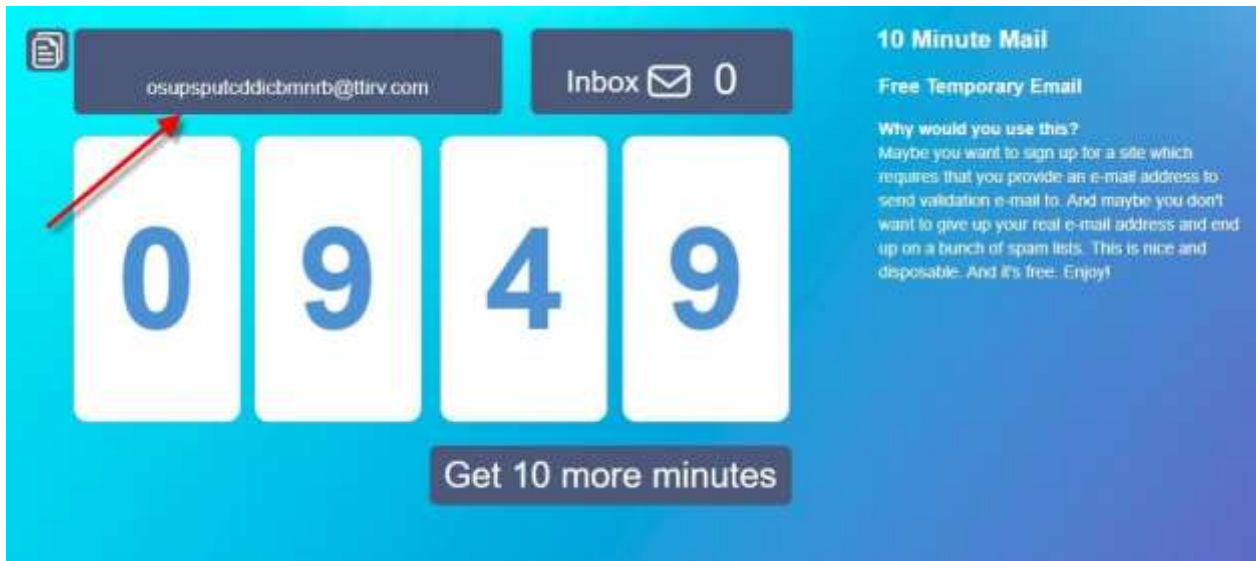 osupsputcddicbmnrb@ttirv.com
Inbox 0
0 9 4 9
Get 10 more minutes
10 Minute Mail
Free Temporary Email
Why would you use this?
Maybe you want to sign up for a site which
requires that you provide an e-mail address to
send validation e-mail to. And maybe you don't
want to give up your real e-mail address and end
up on a bunch of spam lists. This is nice and
disposable. And it's free. Enjoy!